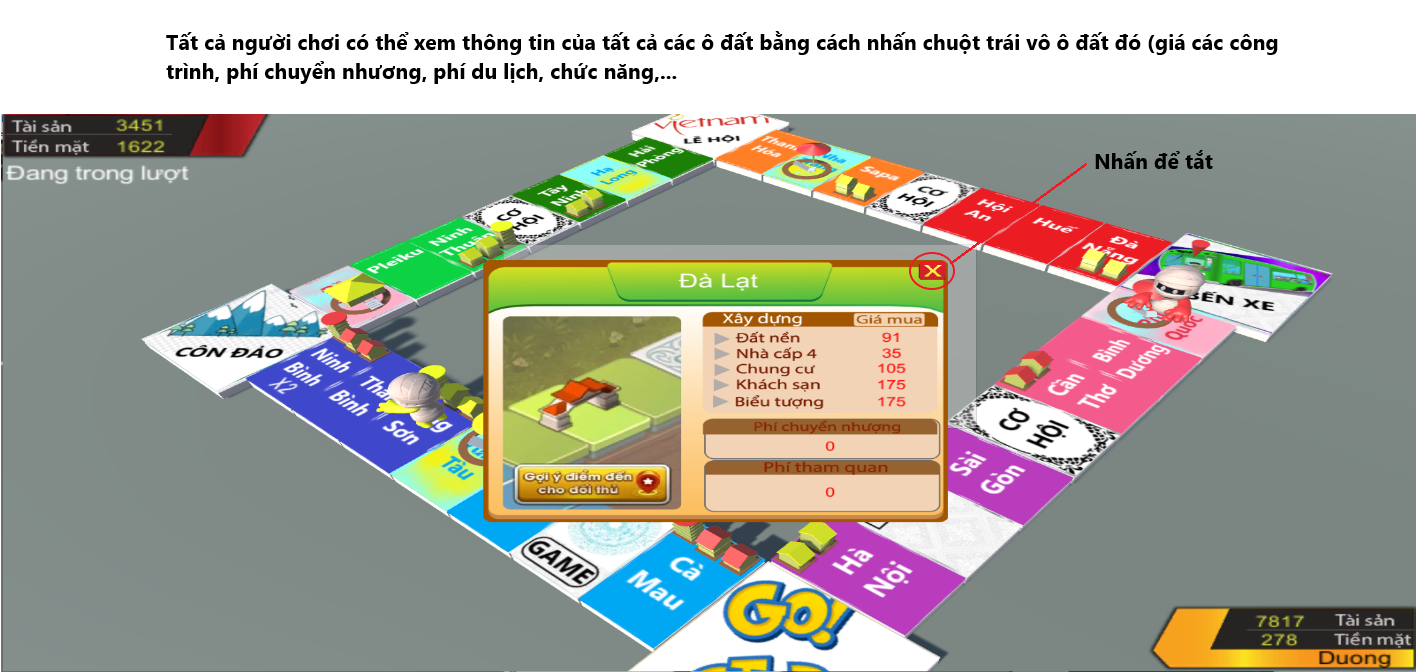 Tất cả người chơi có thể xem thông tin của tất cả các ô đất bằng cách nhấn chuột trái vô ô đất đó (giá các công
trình, phí chuyển nhương, phí du lịch, chức năng,...
Tài sản 3451
Tiền mặt 1622
Đang trong lượt
Vietnam
LỄ HỘI
Nhấn để tắt
Hải
Phòng
Hạ
Long
Tây
Ninh
CƠ
HỘI
Ninh
Thuận
Pleiku
CÔN ĐẢO
Thanh
Hóa
Sapa
CƠ
HỘI
Hội
An
Huế
Đà
Nẵng
BẾN XE
Quốc
Bình
Dương
Cần
Thơ
CƠ
HỘI
Sài
Gòn
Hà
Nội
Ninh
Bình
X2
Bình
Sơn
Tàu
GAME
Cà
Mau
GO!
Đà Lạt
X
Xây dựng Giá mua
Đất nền 91
Nhà cấp 4 35
Chung cư 105
Khách sạn 175
Biểu tượng 175
Phí chuyển nhượng
0
Phí tham quan
0
Gợi ý điểm đến
cho đối thủ
7817 Tài sản
278 Tiền mặt
Duong